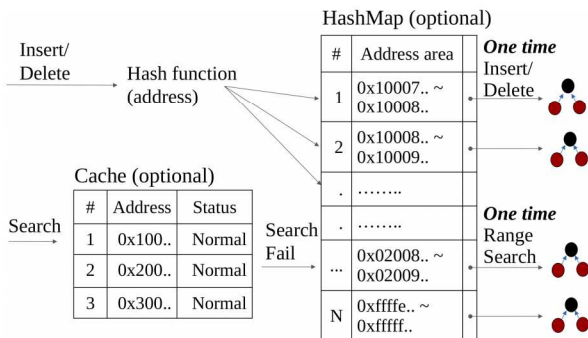 HashMap (optional)
Insert/
Delete
Hash function
(address)
# Address area
1 0x10007.. ~
0x10008..
2 0x10008.. ~
0x10009..
. ........
. ........
... 0x02008.. ~
0x02009..
N 0xffffe.. ~
0xfffff..
One time
Insert/
Delete
One time
Range
Search
Cache (optional)
Search
# Address Status
1 0x100.. Normal
2 0x200.. Normal
3 0x300.. Normal
Search
Fail